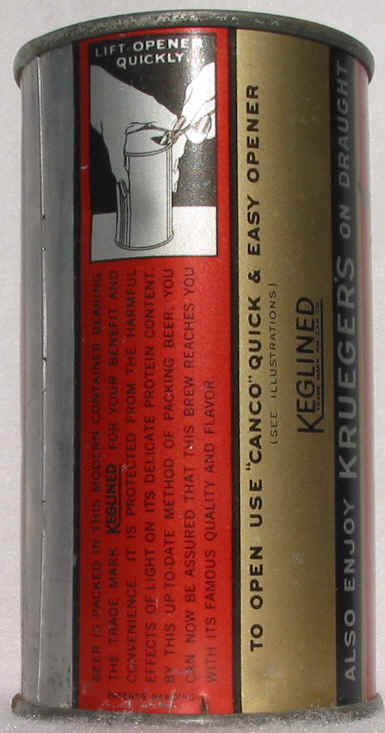 LIFT OPENER
QUICKLY
BEER IS PACKED IN THIS MODERN CONTAINER BEARING
THE TRADE MARK KEGLINED FOR YOUR BENEFIT AND
CONVENIENCE. IT IS PROTECTED FROM THE HARMFUL
EFFECTS OF LIGHT ON ITS DELICATE PROTEIN CONTENT.
BY THIS UP-TO-DATE METHOD OF PACKING BEER, YOU
CAN NOW BE ASSURED THAT THIS BREW REACHES YOU
WITH ITS FAMOUS QUALITY AND FLAVOR
PATENTS PENDING
TO OPEN USE "CANCO" QUICK & EASY OPENER
(SEE ILLUSTRATIONS)
KEGLINED
ALSO ENJOY KRUEGER'S ON DRAUGHT